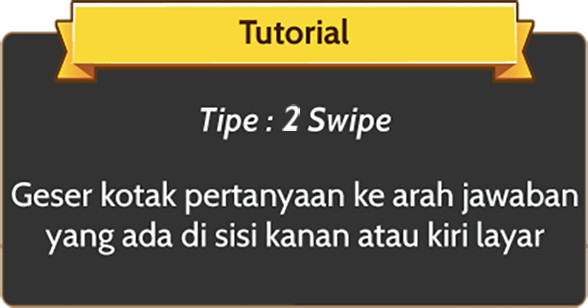 Tutorial
Tipe : 2 Swipe
Geser kotak pertanyaan ke arah jawaban
yang ada di sisi kanan atau kiri layar